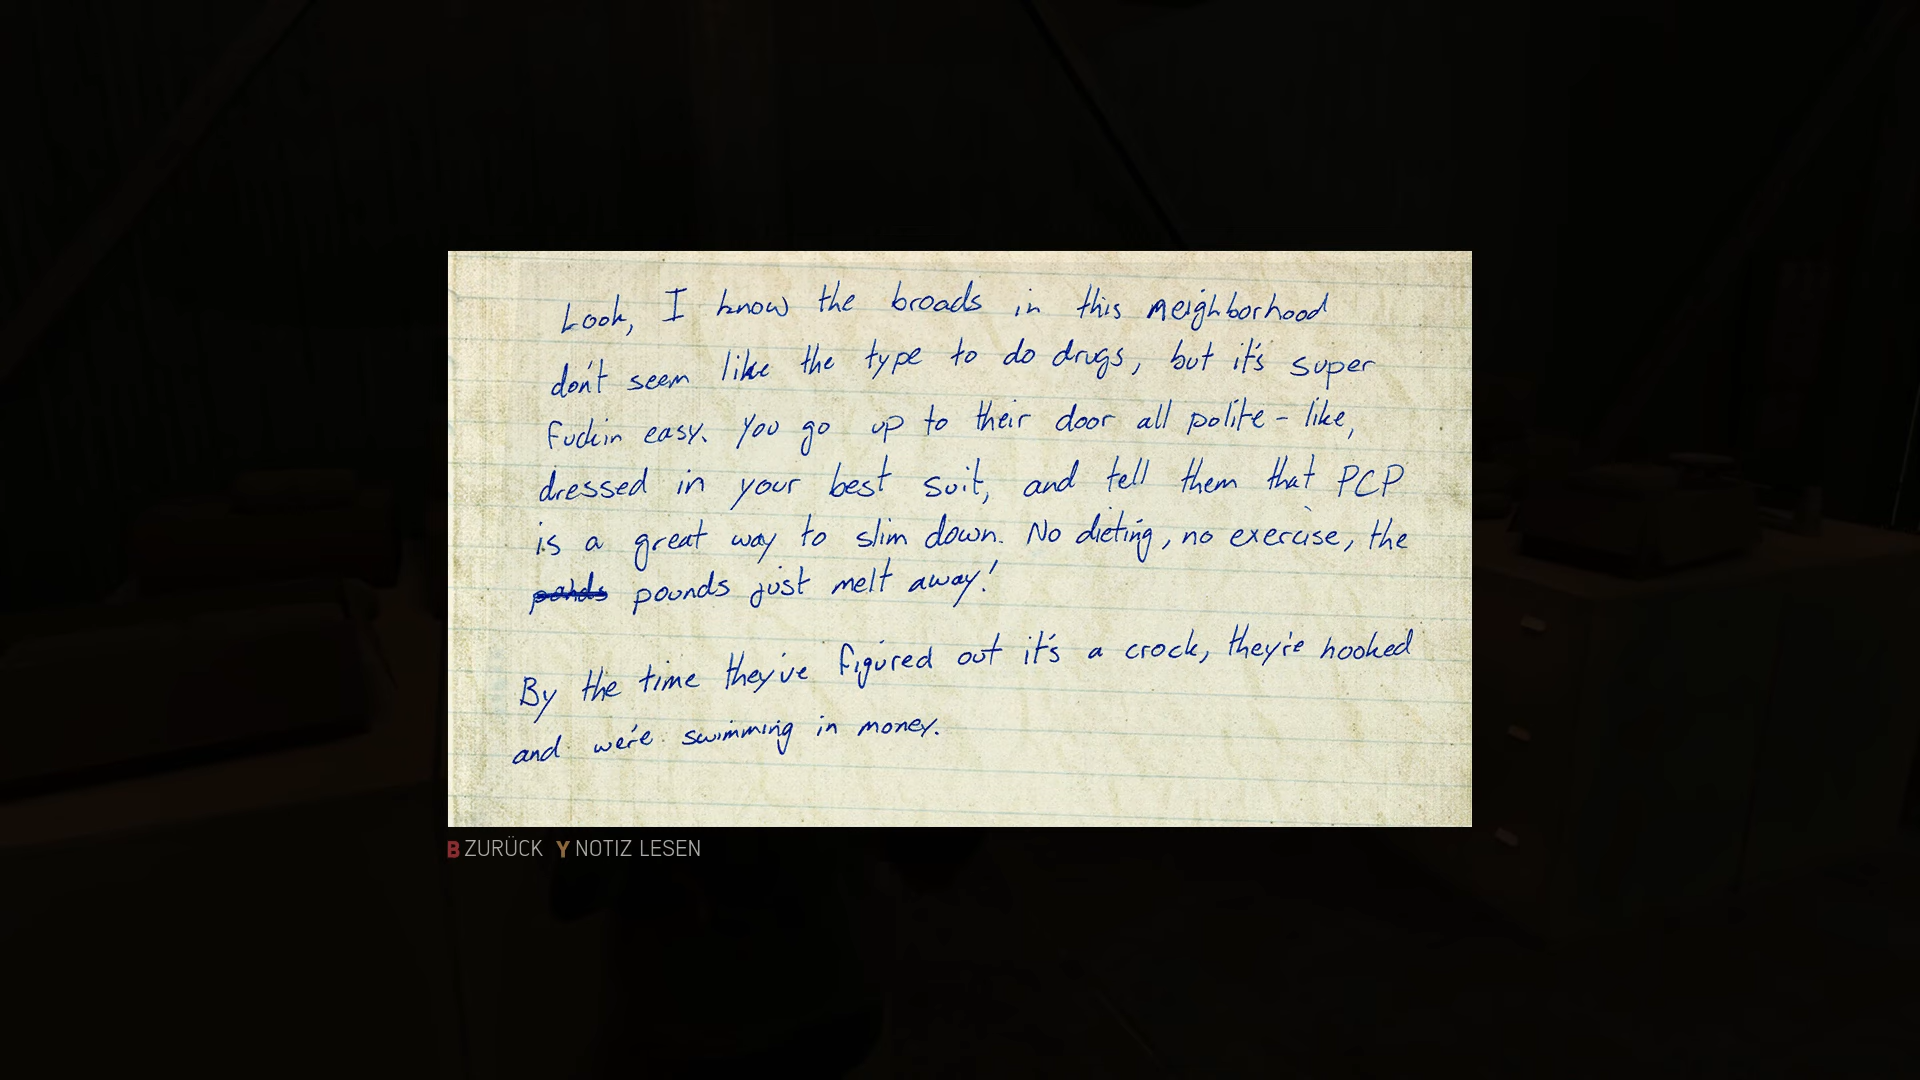 Look, I know the broads in this neighborhood
don't seem like the type to do drugs, but it's super
fuckin easy. You go up to their door all polite-like,
dressed in your best suit, and tell them that PCP
is a great way to slim down. No dieting, no exercise, the
pounds just melt away!
By the time they've figured out it's a crock, they're hooked
and we're swimming in money.
B ZURÜCK Y NOTIZ LESEN